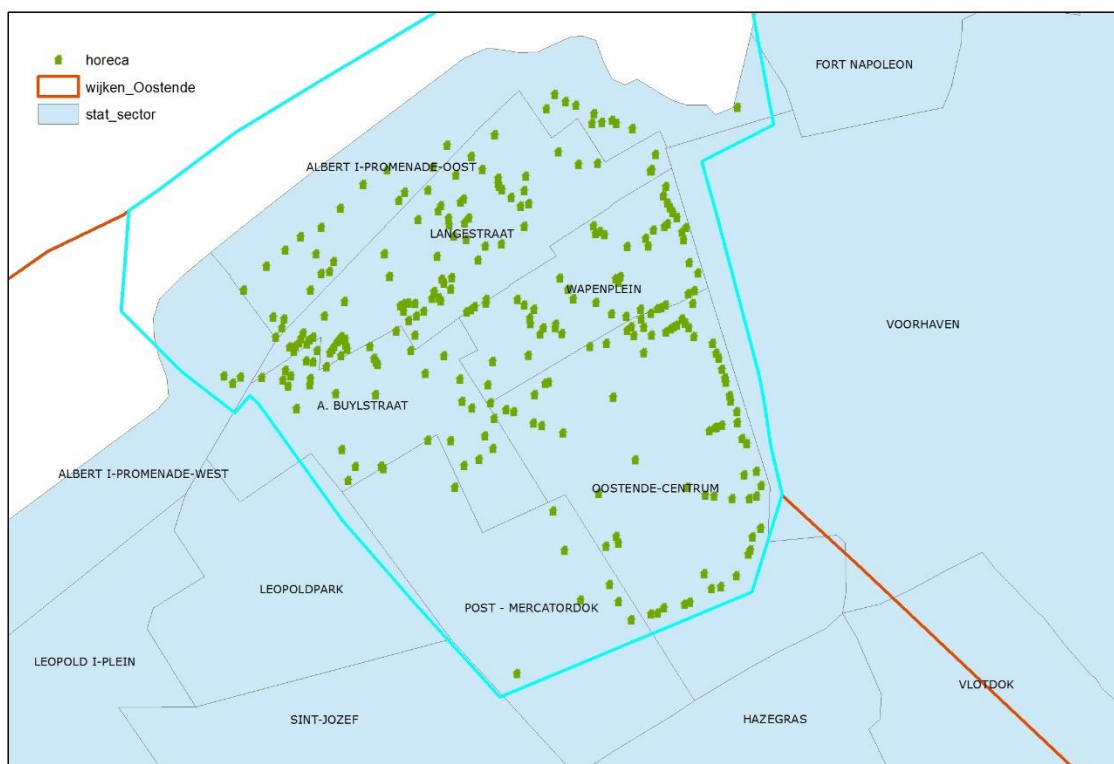 horeca
wijken_Oostende
stat_sector
FORT NAPOLEON
ALBERT I-PROMENADE-OOST
LANGESTRAAT
WAPENPLEIN
VOORHAVEN
A. BUYLSTRAAT
ALBERT I-PROMENADE-WEST
OOSTENDE-CENTRUM
LEOPOLDPARK
POST - MERCATORDOK
LEOPOLD I-PLEIN
VLOTDOK
SINT-JOZEF
HAZEGRAS